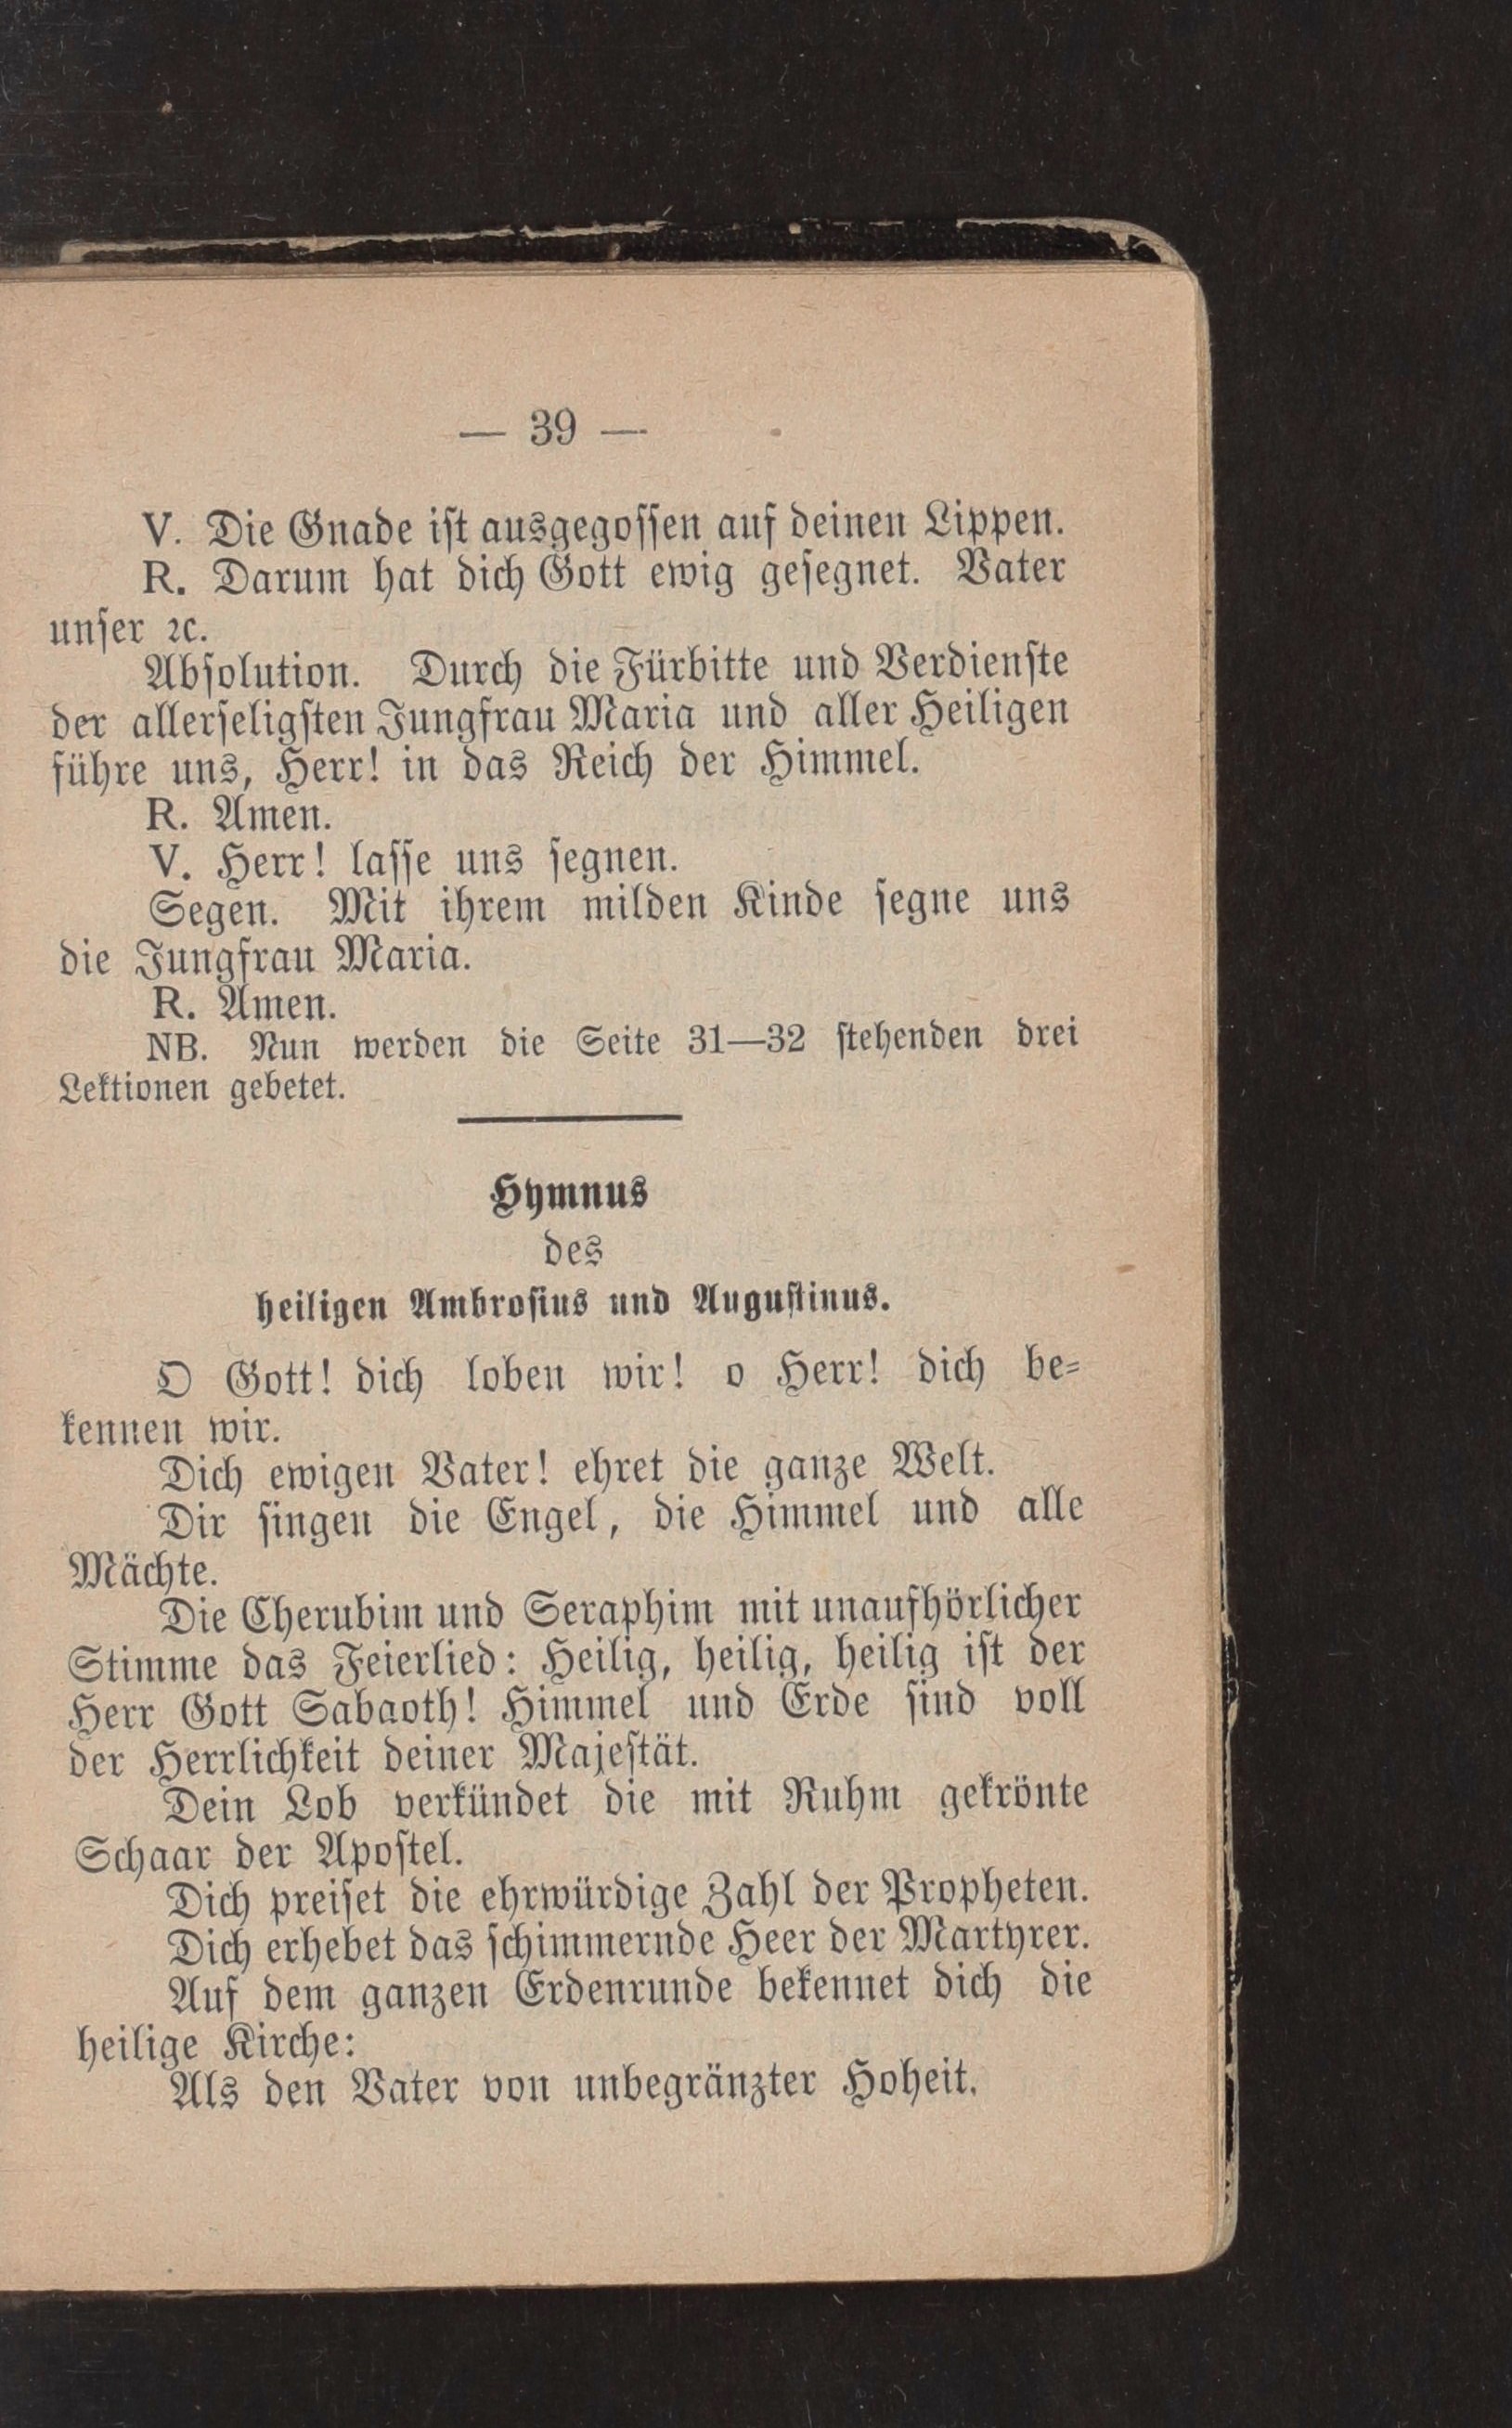 — 39 —
V. Die Gnade ist ausgegossen auf deinen Lippen.
R. Darum hat dich Gott ewig gesegnet. Vater
unser ꝛc.
Absolution. Durch die Fürbitte und Verdienste
der allerseligsten Jungfrau Maria und aller Heiligen
führe uns, Herr! in das Reich der Himmel.
R. Amen.
V. Herr! lasse uns segnen.
Segen. Mit ihrem milden Kinde segne uns
die Jungfrau Maria.
R. Amen.
NB. Nun werden die Seite 31—32 stehenden drei
Lektionen gebetet.
Hymnus
des
heiligen Ambrosius und Augustinus.
O Gott! dich loben wir! o Herr! dich be-
kennen wir.
Dich ewigen Vater! ehret die ganze Welt.
Dir singen die Engel, die Himmel und alle
Mächte.
Die Cherubim und Seraphim mit unaufhörlicher
Stimme das Feierlied: Heilig, heilig, heilig ist der
Herr Gott Sabaoth! Himmel und Erde sind voll
der Herrlichkeit deiner Majestät.
Dein Lob verkündet die mit Ruhm gekrönte
Schaar der Apostel.
Dich preiset die ehrwürdige Zahl der Propheten.
Dich erhebet das schimmernde Heer der Martyrer.
Auf dem ganzen Erdenrunde bekennet dich die
heilige Kirche:
Als den Vater von unbegränzter Hoheit.